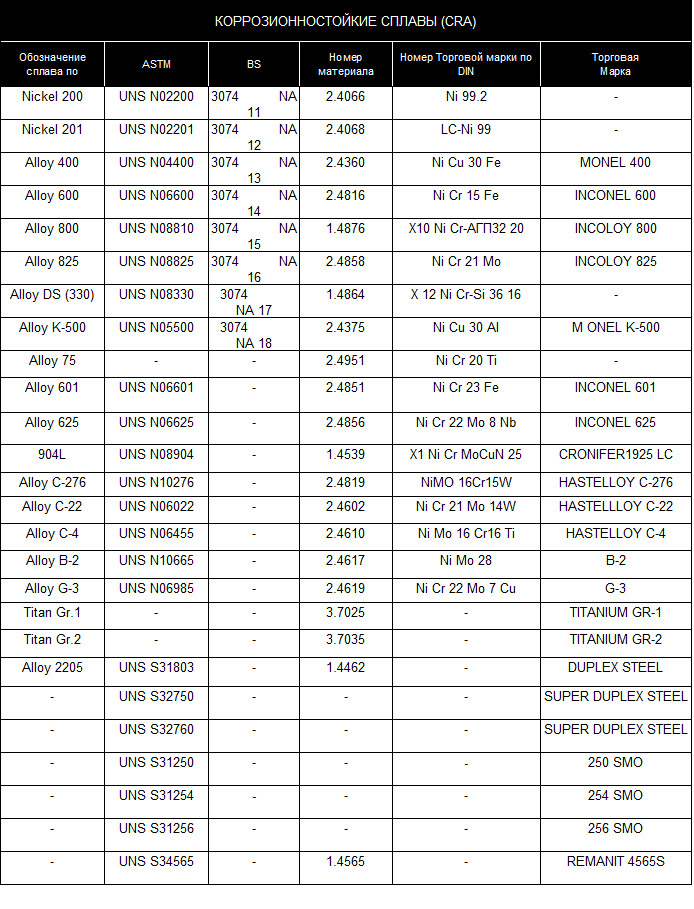 КОРРОЗИОННОСТОЙКИЕ СПЛАВЫ (CRA)
Обозначение сплава по ASTM BS Номер материала Номер Торговой марки по DIN Торговая Марка
Nickel 200 UNS N02200 3074 NA 11 2.4066 Ni 99.2 -
Nickel 201 UNS N02201 3074 NA 12 2.4068 LC-Ni 99 -
Alloy 400 UNS N04400 3074 NA 13 2.4360 Ni Cu 30 Fe MONEL 400
Alloy 600 UNS N06600 3074 NA 14 2.4816 Ni Cr 15 Fe INCONEL 600
Alloy 800 UNS N08810 3074 NA 15 1.4876 X10 Ni Cr-АГП32 20 INCOLOY 800
Alloy 825 UNS N08825 3074 NA 16 2.4858 Ni Cr 21 Mo INCOLOY 825
Alloy DS (330) UNS N08330 3074 NA 17 1.4864 X 12 Ni Cr-Si 36 16 -
Alloy K-500 UNS N05500 3074 NA 18 2.4375 Ni Cu 30 Al M ONEL K-500
Alloy 75 - - 2.4951 Ni Cr 20 Ti -
Alloy 601 UNS N06601 - 2.4851 Ni Cr 23 Fe INCONEL 601
Alloy 625 UNS N06625 - 2.4856 Ni Cr 22 Mo 8 Nb INCONEL 625
904L UNS N08904 - 1.4539 X1 Ni Cr MoCuN 25 CRONIFER1925 LC
Alloy C-276 UNS N10276 - 2.4819 NiMO 16Cr15W HASTELLOY C-276
Alloy C-22 UNS N06022 - 2.4602 Ni Cr 21 Mo 14W HASTELLLOY C-22
Alloy C-4 UNS N06455 - 2.4610 Ni Mo 16 Cr16 Ti HASTELLOY C-4
Alloy B-2 UNS N10665 - 2.4617 Ni Mo 28 B-2
Alloy G-3 UNS N06985 - 2.4619 Ni Cr 22 Mo 7 Cu G-3
Titan Gr.1 - - 3.7025 - TITANIUM GR-1
Titan Gr.2 - - 3.7035 - TITANIUM GR-2
Alloy 2205 UNS S31803 - 1.4462 - DUPLEX STEEL
- UNS S32750 - - - SUPER DUPLEX STEEL
- UNS S32760 - - - SUPER DUPLEX STEEL
- UNS S31250 - - - 250 SMO
- UNS S31254 - - - 254 SMO
- UNS S31256 - - - 256 SMO
- UNS S34565 - 1.4565 - REMANIT 4565S